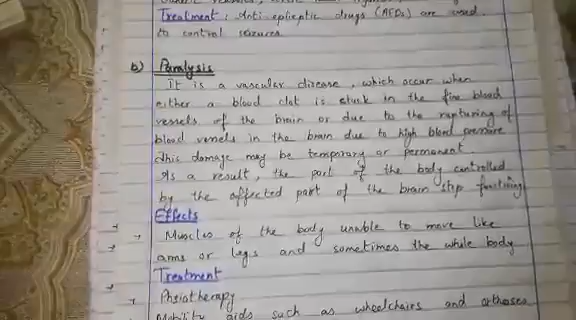 Treatment : Anti epileptic drugs (AEDs) are used
to control seizures
b) Paralysis
It is a vascular disease, which occur when
either a blood clot is stuck in the fine blood
vessels of the brain or due to the rupturing of
blood vessels in the brain due to high blood pressure
This damage may be temporary or permanent
As a result, the part of the body controlled
by the affected part of the brain stop functioning
Effects
→ Muscles of the body unable to move like
arms or legs and sometimes the whole body
Treatment
→ Phsiotherapy
Mobility aids such as wheelchairs and orthoses